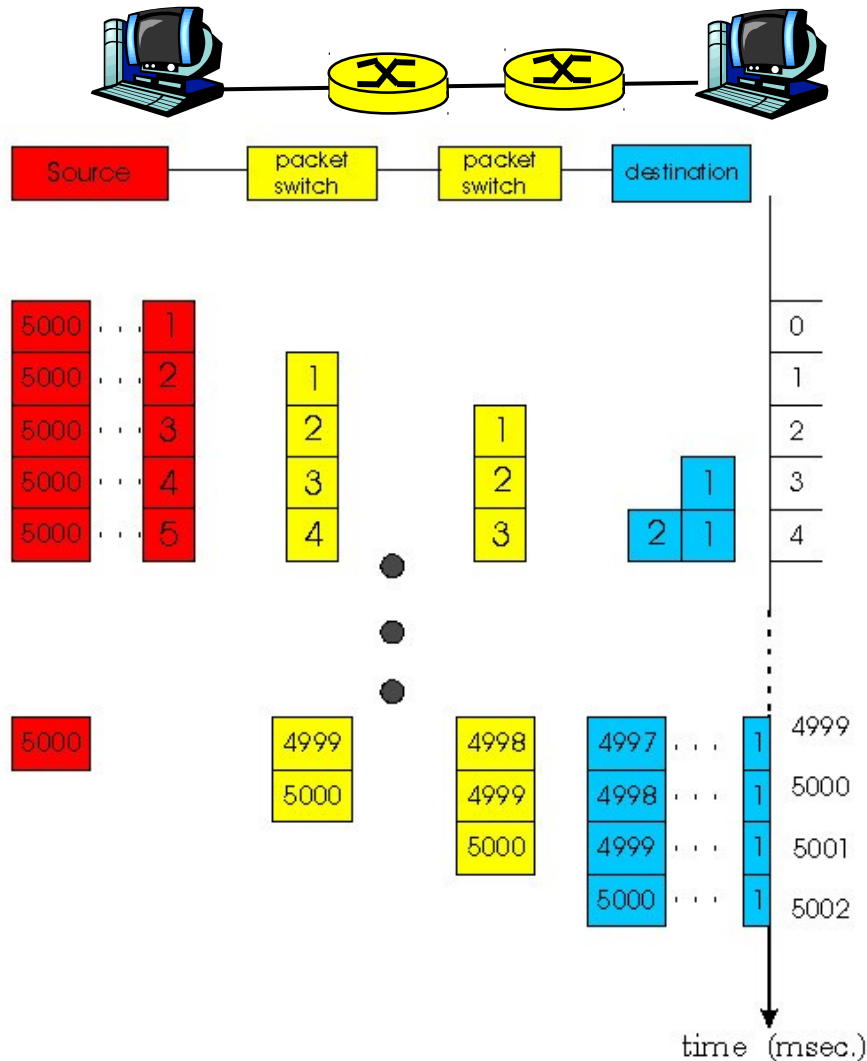 Source
packet
switch
packet
switch
destination
5000 . . . 1
0
5000 . . . 2
1
1
5000 . . . 3
2
1
2
5000 . . . 4
3
2
1
3
5000 . . . 5
4
3
2 1
4
5000
4999
4998
4997 . . . 1
4999
5000
4999
4998 . . . 1
5000
5000
4999 . . . 1
5001
5000 . . . 1
5002
time (msec.)